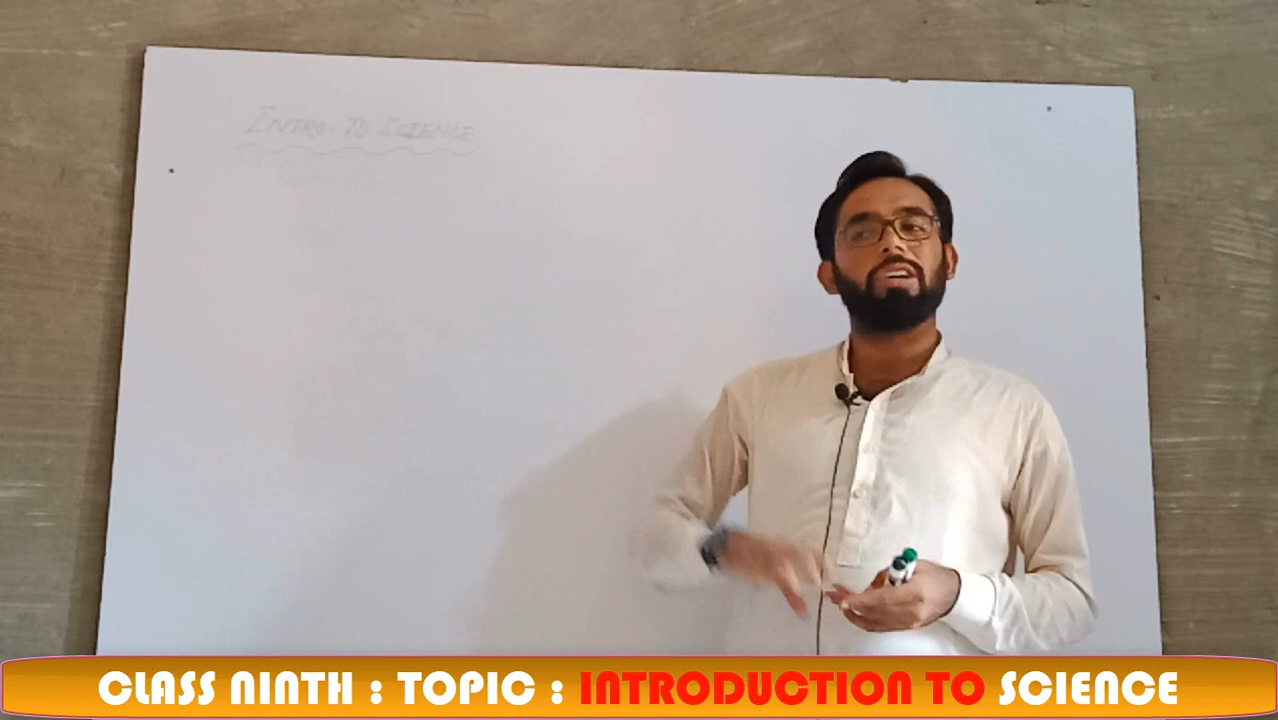 INTRO. TO SCIENCE
CLASS NINTH : TOPIC : INTRODUCTION TO SCIENCE